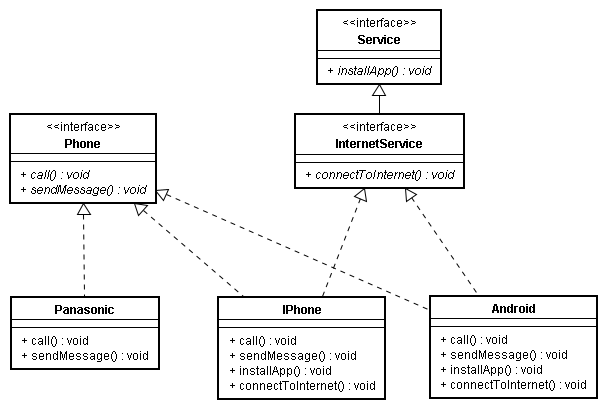 <<interface>>
Service
+ installApp() : void
<<interface>>
Phone
+ call() : void
+ sendMessage() : void
<<interface>>
InternetService
+ connectToInternet() : void
Panasonic
+ call() : void
+ sendMessage() : void
IPhone
+ call() : void
+ sendMessage() : void
+ installApp() : void
+ connectToInternet() : void
Android
+ call() : void
+ sendMessage() : void
+ installApp() : void
+ connectToInternet() : void